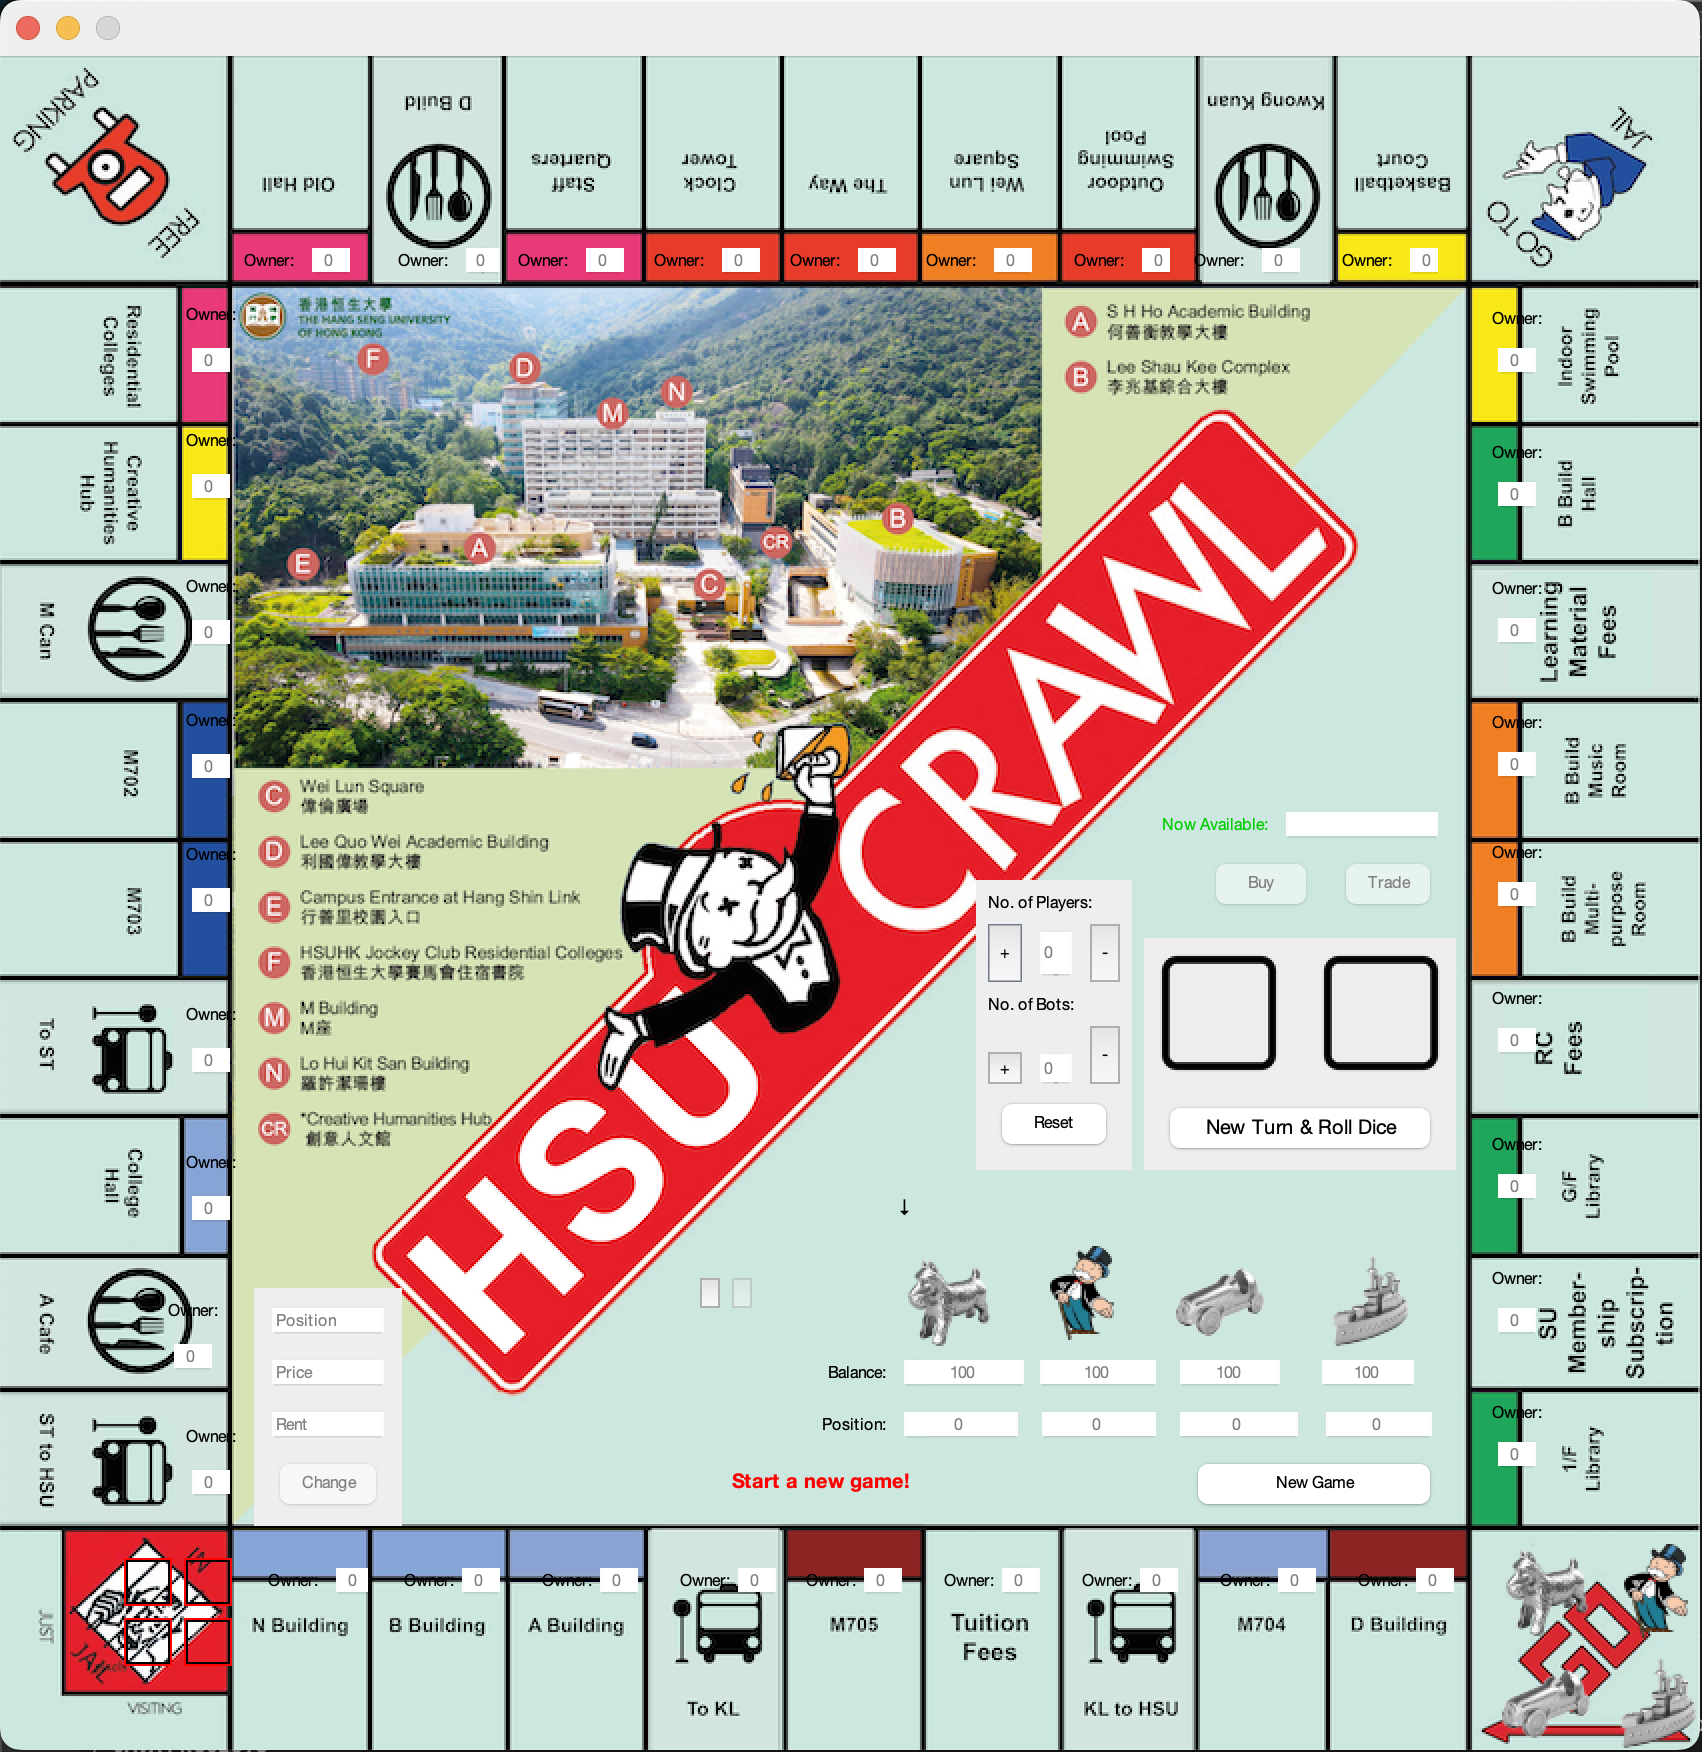 PARKING
FREE
Old Hall
D Build
Staff
Quarters
Clock
Tower
The Way
Wei Lun
Square
Outdoor
Swimming
Pool
Kwong Kuan
Basketball
Court
GO TO
JAIL
Owner: 0
Owner: 0
Owner: 0
Owner: 0
Owner: 0
Owner: 0
Owner: 0
Owner: 0
Owner: 0
Residential
Colleges
Owner:
0
Creative
Humanities
Hub
Owner:
0
M Can
Owner:
0
M702
Owner:
0
M703
Owner:
0
To ST
Owner:
0
College
Hall
Owner:
0
A Cafe
Owner:
0
ST to HSU
Owner:
0
香港恒生大學
THE HANG SENG UNIVERSITY
OF HONG KONG
F
D
N
M
B
A
CR
E
C
A S H Ho Academic Building
何善衡教學大樓
B Lee Shau Kee Complex
李兆基綜合大樓
C Wei Lun Square
偉倫廣場
D Lee Quo Wei Academic Building
利國偉教學大樓
E Campus Entrance at Hang Shin Link
行善里校園入口
F HSUHK Jockey Club Residential Colleges
香港恒生大學賽馬會住宿書院
M M Building
M座
N Lo Hui Kit San Building
羅許潔珊樓
CR *Creative Humanities Hub
創意人文館
HSU CRAWL
Now Available:
Buy
Trade
No. of Players:
+ 0 -
No. of Bots:
+ 0 -
Reset
New Turn & Roll Dice
↓
Balance: 100 100 100 100
Position: 0 0 0 0
Start a new game!
New Game
Position
Price
Rent
Change
Owner:
0
Indoor
Swimming
Pool
Owner:
0
B Build
Hall
Owner:
0
Learning
Material
Fees
Owner:
0
B Build
Music
Room
Owner:
0
B Build
Multi-
purpose
Room
Owner:
0
RC
Fees
Owner:
0
G/F
Library
Owner:
0
SU
Member-
ship
Subscrip-
tion
Owner:
0
1/F
Library
JUST
VISITING
IN
JAIL
Owner: 0
N Building
Owner: 0
B Building
Owner: 0
A Building
Owner: 0
To KL
Owner: 0
M705
Owner: 0
Tuition
Fees
Owner: 0
KL to HSU
Owner: 0
M704
Owner: 0
D Building
GO